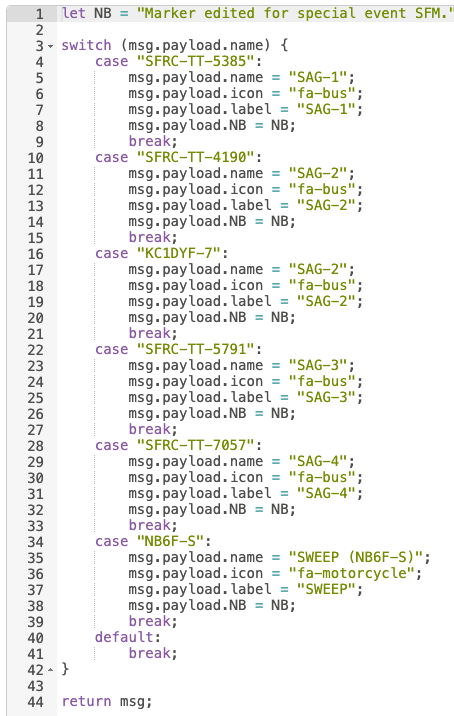 1 let NB = "Marker edited for special event SFM."
2
3 switch (msg.payload.name) {
4 case "SFRC-TT-5385":
5 msg.payload.name = "SAG-1";
6 msg.payload.icon = "fa-bus";
7 msg.payload.label = "SAG-1";
8 msg.payload.NB = NB;
9 break;
10 case "SFRC-TT-4190":
11 msg.payload.name = "SAG-2";
12 msg.payload.icon = "fa-bus";
13 msg.payload.label = "SAG-2";
14 msg.payload.NB = NB;
15 break;
16 case "KC1DYF-7":
17 msg.payload.name = "SAG-2";
18 msg.payload.icon = "fa-bus";
19 msg.payload.label = "SAG-2";
20 msg.payload.NB = NB;
21 break;
22 case "SFRC-TT-5791":
23 msg.payload.name = "SAG-3";
24 msg.payload.icon = "fa-bus";
25 msg.payload.label = "SAG-3";
26 msg.payload.NB = NB;
27 break;
28 case "SFRC-TT-7057":
29 msg.payload.name = "SAG-4";
30 msg.payload.icon = "fa-bus";
31 msg.payload.label = "SAG-4";
32 msg.payload.NB = NB;
33 break;
34 case "NB6F-S":
35 msg.payload.name = "SWEEP (NB6F-S)";
36 msg.payload.icon = "fa-motorcycle";
37 msg.payload.label = "SWEEP";
38 msg.payload.NB = NB;
39 break;
40 default:
41 break;
42 }
43
44 return msg;